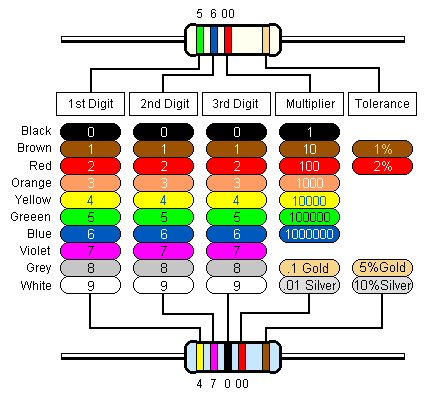 5 6 00
1st Digit 2nd Digit 3rd Digit Multiplier Tolerance
Black 0 0 0 1
Brown 1 1 1 10 1%
Red 2 2 2 100 2%
Orange 3 3 3 1000
Yellow 4 4 4 10000
Greeen 5 5 5 100000
Blue 6 6 6 1000000
Violet 7 7 7
Grey 8 8 8 .1 Gold 5%Gold
White 9 9 9 .01 Silver 10%Silver
4 7 0 00